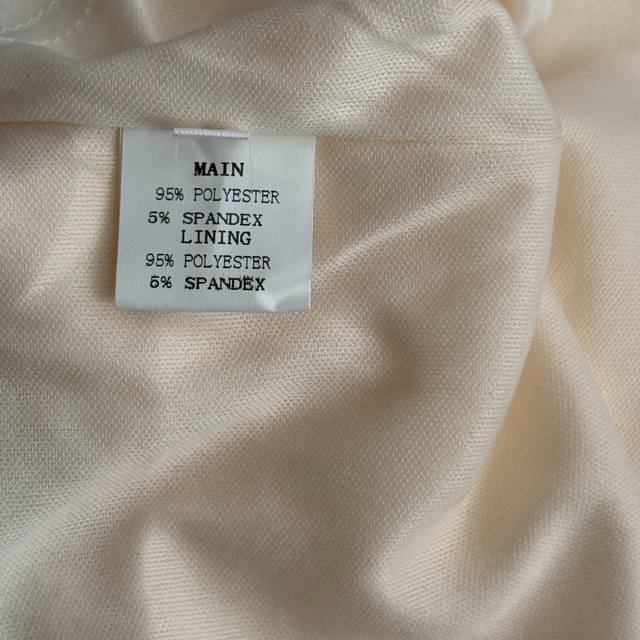 MAIN
95% POLYESTER
5% SPANDEX
LINING
95% POLYESTER
5% SPANDEX